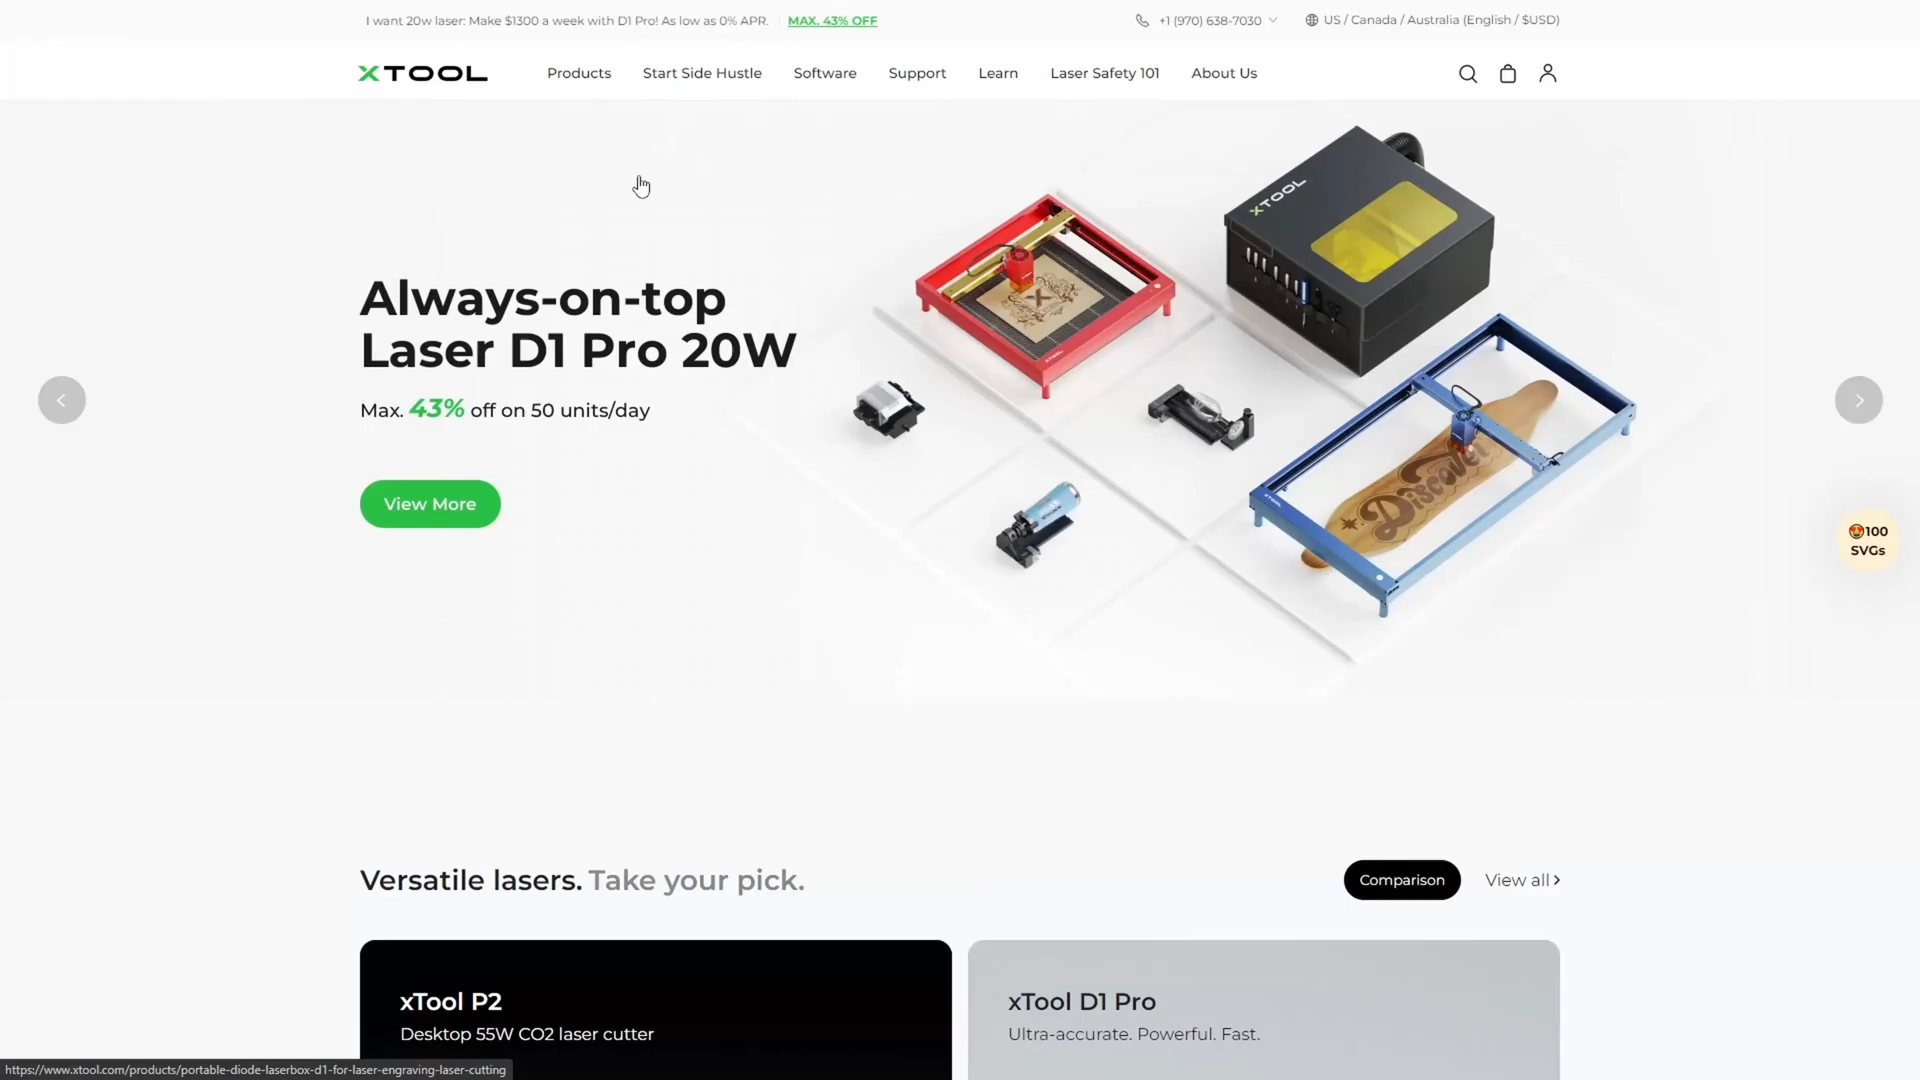 I want 20w laser: Make $1300 a week with D1 Pro! As low as 0% APR. MAX. 43% OFF
+1 (970) 638-7030
US / Canada / Australia (English / $USD)
XTOOL
Products
Start Side Hustle
Software
Support
Learn
Laser Safety 101
About Us
Always-on-top
Laser D1 Pro 20W
Max. 43% off on 50 units/day
View More
XTOOL
Discover
100
SVGs
Versatile lasers. Take your pick.
Comparison
View all
xTool P2
Desktop 55W CO2 laser cutter
xTool D1 Pro
Ultra-accurate. Powerful. Fast.
https://www.xtool.com/products/portable-diode-laserbox-d1-for-laser-engraving-laser-cutting